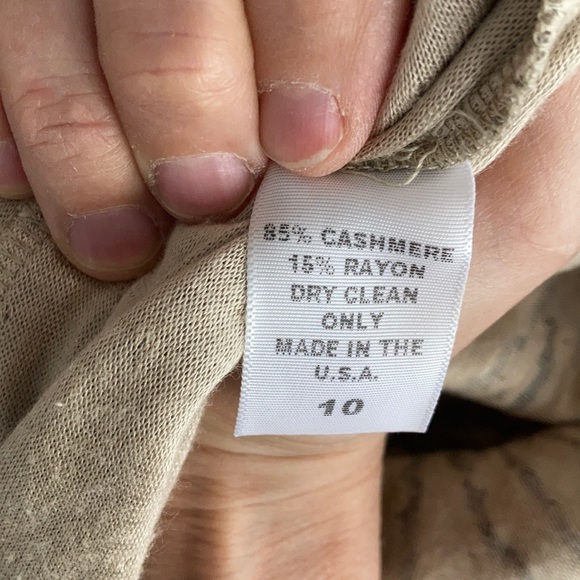 85% CASHMERE
15% RAYON
DRY CLEAN
ONLY
MADE IN THE
U.S.A.
10